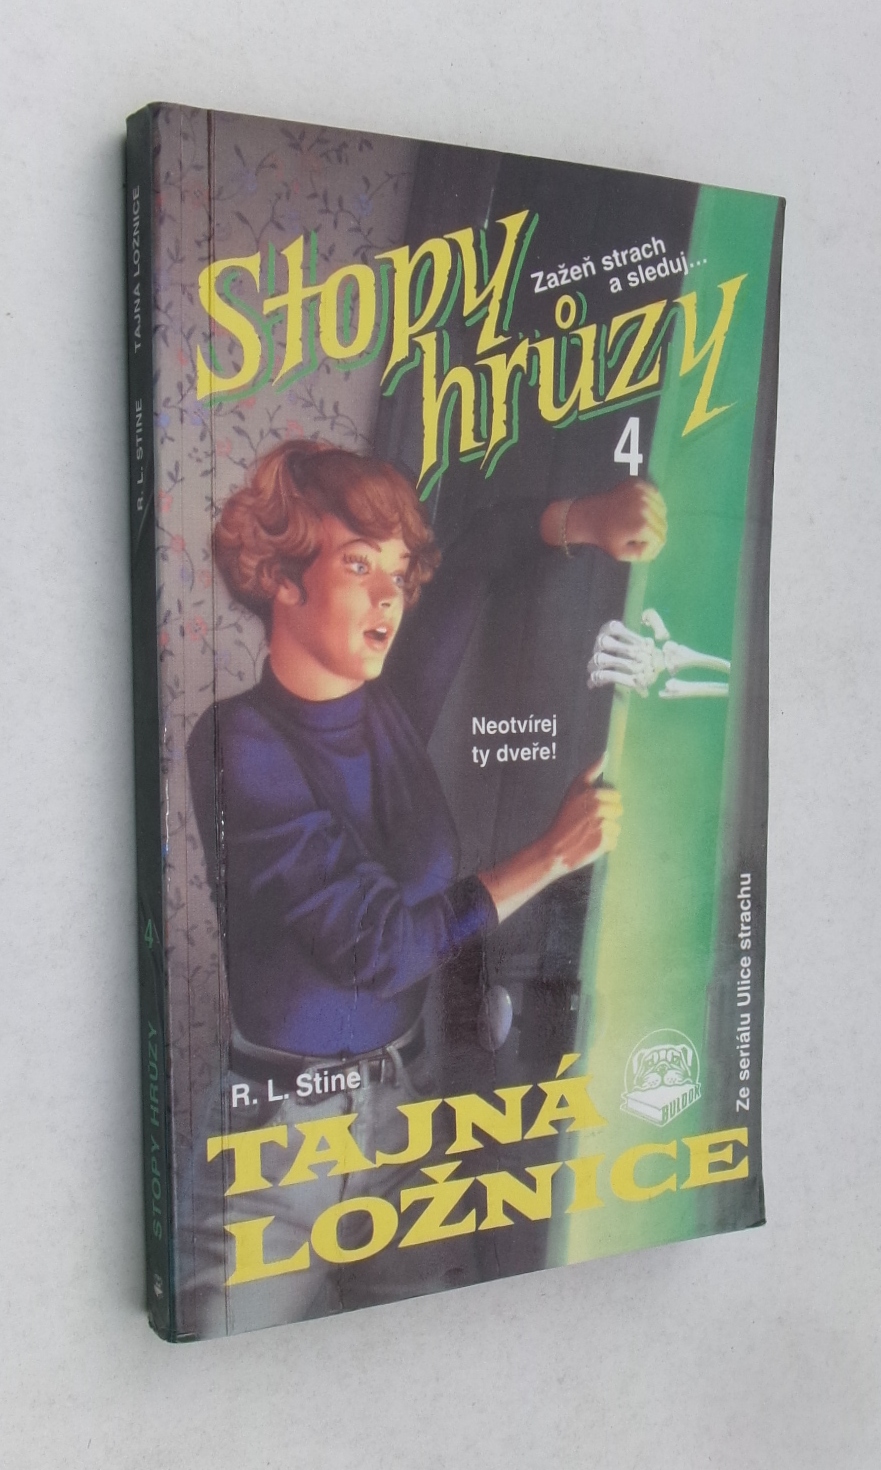 Stopy
Zažeň strach
a sleduj...
hrůzy
4
Neotvírej
ty dveře!
Ze seriálu Ulice strachu
R. L. Stine
BULDOK
TAJNÁ
LOŽNICE
R. L. STINE TAJNÁ LOŽNICE
STOPY HRŮZY 4